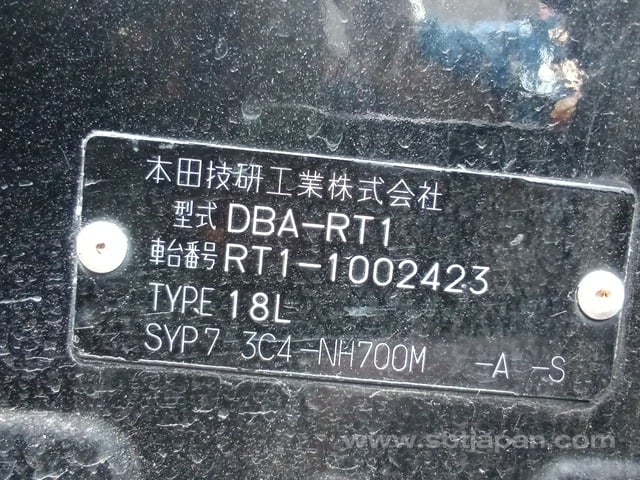 本田技研工業株式会社
型式 DBA-RT1
車台番号 RT1-1002423
TYPE 18L
SYP7 3C4-NH700M -A -S
www.sbtjapan.com